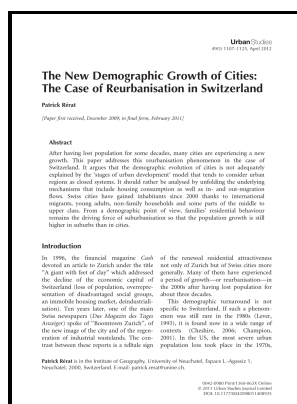 Urban Studies
49(5) 1107–1125, April 2012
The New Demographic Growth of Cities:
The Case of Reurbanisation in Switzerland
Patrick Rérat
[Paper first received, December 2009; in final form, February 2011]
Abstract
After having lost population for some decades, many cities are experiencing a new
growth. This paper addresses this reurbanisation phenomenon in the case of
Switzerland. It argues that the demographic evolution of cities is not adequately
explained by the ‘stages of urban development’ model that tends to consider urban
regions as closed systems. It should rather be analysed by unfolding the underlying
mechanisms that include housing consumption as well as in- and out-migration
flows. Swiss cities have gained inhabitants since 2000 thanks to international
migrants, young adults, non-family households and some parts of the middle to
upper class. From a demographic point of view, families’ residential behaviour
remains the driving force of suburbanisation so that the population growth is still
higher in suburbs than in cities.
Introduction
In 1996, the financial magazine Cash
devoted an article to Zurich under the title
“A giant with feet of clay” which addressed
the decline of the economic capital of
Switzerland (loss of population, overrepre-
sentation of disadvantaged social groups,
an immobile housing market, deindustriali-
sation). Ten years later, one of the main
Swiss newspapers (Das Magazin des Tages
Anzeiger) spoke of “Boomtown Zurich”, of
the new image of the city and of the regen-
eration of industrial wastelands. The con-
trast between these reports is a telltale sign
of the renewed residential attractiveness
not only of Zurich but of Swiss cities more
generally. Many of them have experienced
a period of growth—or reurbanisation—in
the 2000s after having lost population for
about three decades.
This demographic turnaround is not
specific to Switzerland. If such a phenom-
enon was still rare in the 1980s (Lever,
1993), it is now found in a wide range of
contexts (Cheshire, 2006; Champion,
2001). In the US, the most severe urban
population loss took place in the 1970s,
Patrick Rérat is in the Institute of Geography, University of Neuchatel, Espace L.-Agassiz 1,
Neuchatel, 2000, Switzerland. E-mail: patrick.rerat@unine.ch.
0042-0980 Print/1360-063X Online
© 2011 Urban Studies Journal Limited
DOI: 10.1177/0042098011408935